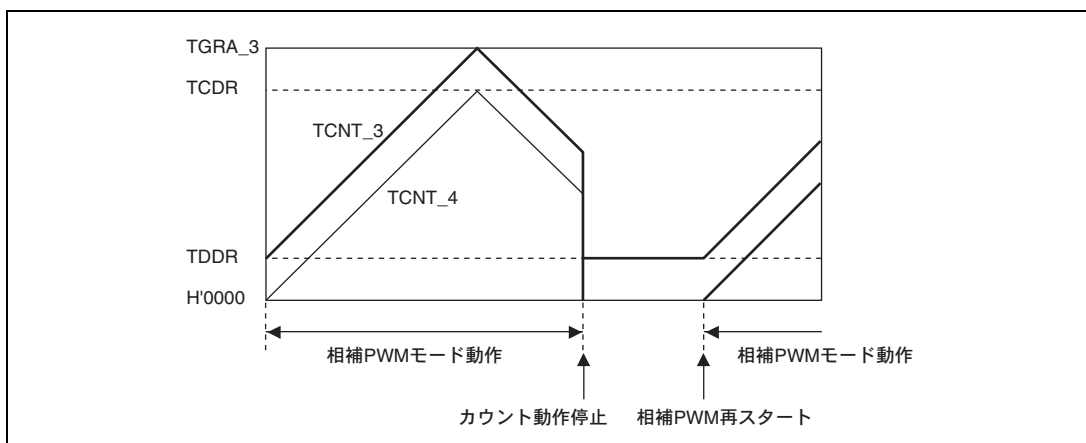 TGRA_3
TCDR
TCNT_3
TCNT_4
TDDR
H'0000
相補PWMモード動作
相補PWMモード動作
カウント動作停止
相補PWM再スタート